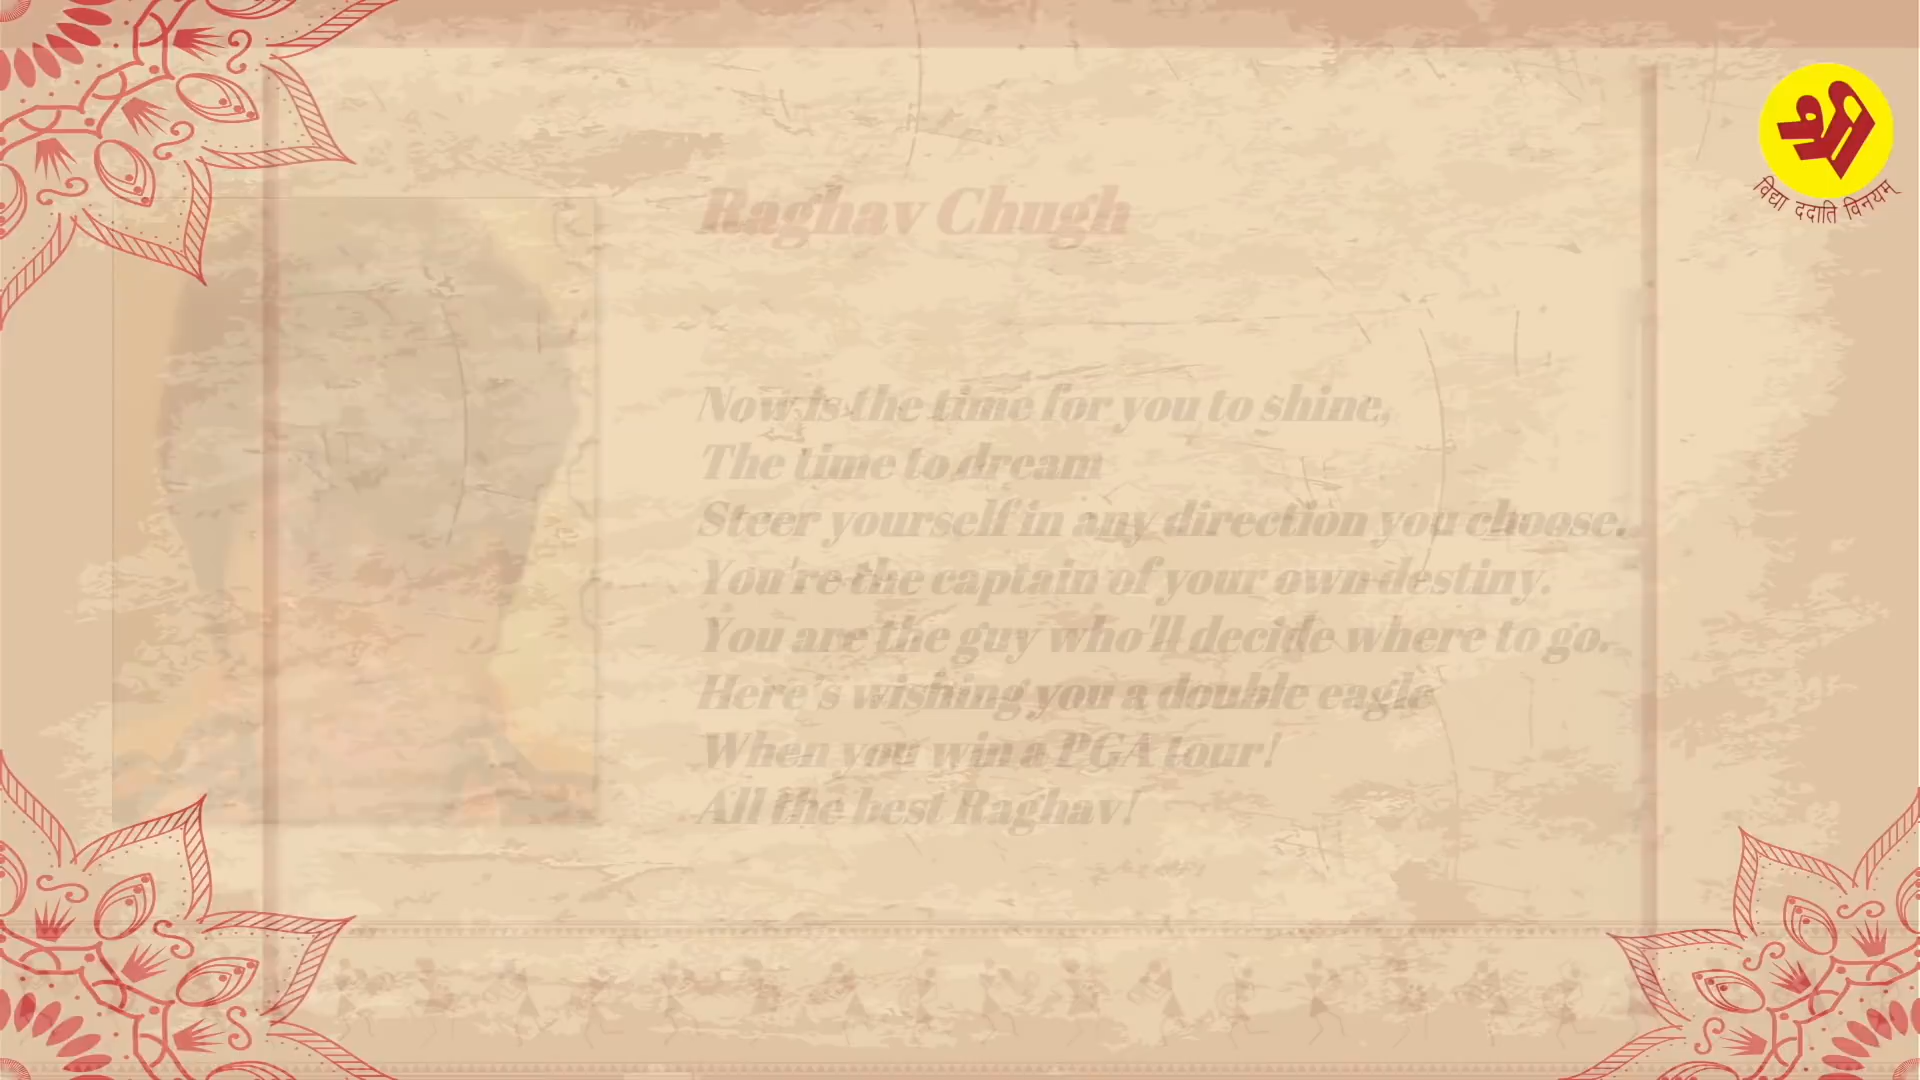 श्री
विद्या ददाति विनयम्
Raghav Chugh
Now is the time for you to shine,
The time to dream
Steer yourself in any direction you choose.
You're the captain of your own destiny.
You are the guy who'll decide where to go.
Here's wishing you a double eagle
When you win a PGA tour!
All the best Raghav!